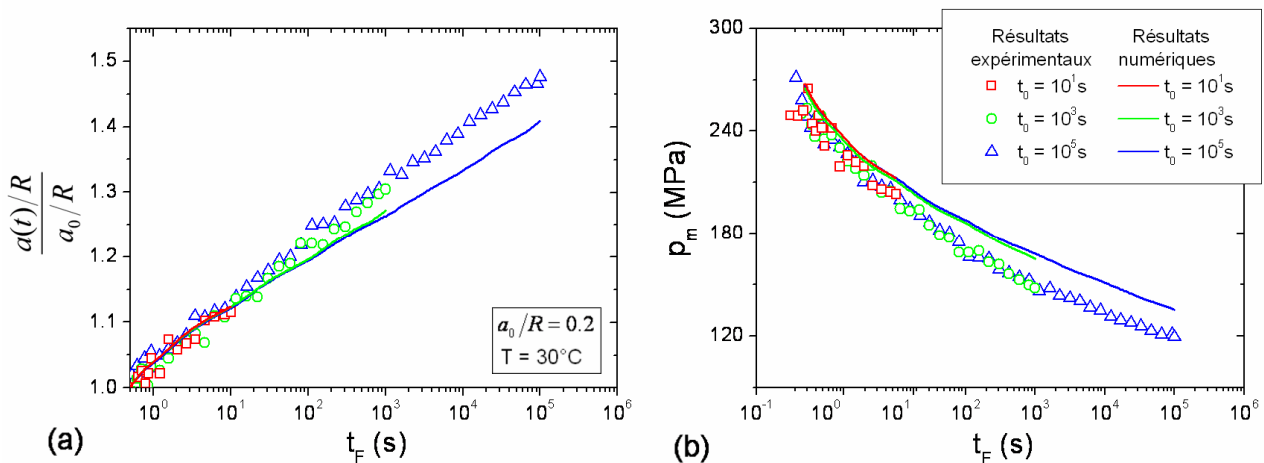 1.5
1.4
1.3
1.2
1.1
1.0
a(t)/R
a₀/R
10⁰ 10¹ 10² 10³ 10⁴ 10⁵ 10⁶
a₀/R = 0.2
T = 30°C
(a)
t_F (s)
300
240
180
120
p_m (MPa)
10⁻¹ 10⁰ 10¹ 10² 10³ 10⁴ 10⁵ 10⁶
Résultats Résultats
expérimentaux numériques
t₀ = 10¹s t₀ = 10¹s
t₀ = 10³s t₀ = 10³s
t₀ = 10⁵s t₀ = 10⁵s
(b)
t_F (s)